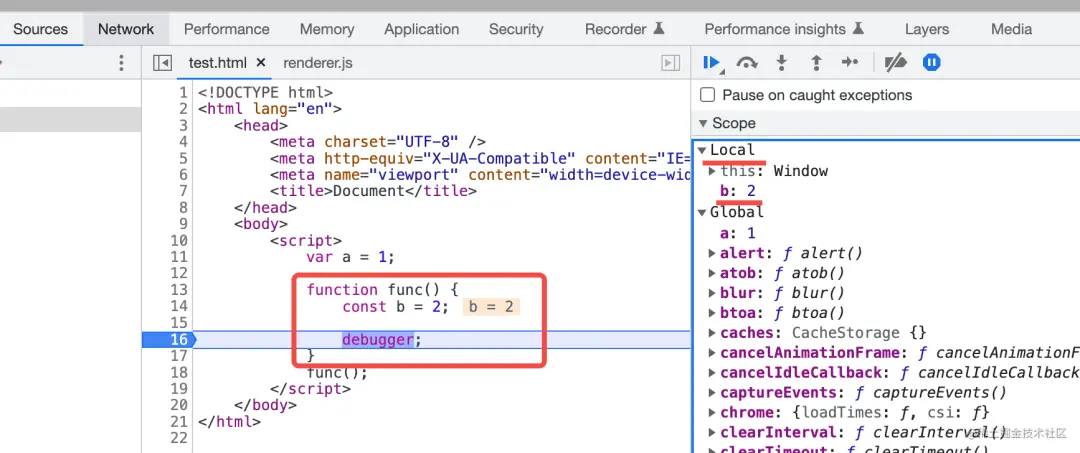 Sources Network Performance Memory Application Security Recorder Performance insights Layers Media
test.html × renderer.js
1 <!DOCTYPE html>
2 <html lang="en">
3 <head>
4 <meta charset="UTF-8" />
5 <meta http-equiv="X-UA-Compatible" content="IE=
6 <meta name="viewport" content="width=device-wid
7 <title>Document</title>
8 </head>
9 <body>
10 <script>
11 var a = 1;
12
13 function func() {
14 const b = 2; b = 2
15
16 debugger;
17 }
18 func();
19 </script>
20 </body>
21 </html>
22
Pause on caught exceptions
Scope
Local
this: Window
b: 2
Global
a: 1
alert: ƒ alert()
atob: ƒ atob()
blur: ƒ blur()
btoa: ƒ btoa()
caches: CacheStorage {}
cancelAnimationFrame: ƒ cancelAnimationF
cancelIdleCallback: ƒ cancelIdleCallback
captureEvents: ƒ captureEvents()
chrome: {loadTimes: ƒ, csi: ƒ}
clearInterval: ƒ clearInterval()
clearTimeout: ƒ clearTimeout()
@稀土掘金技术社区